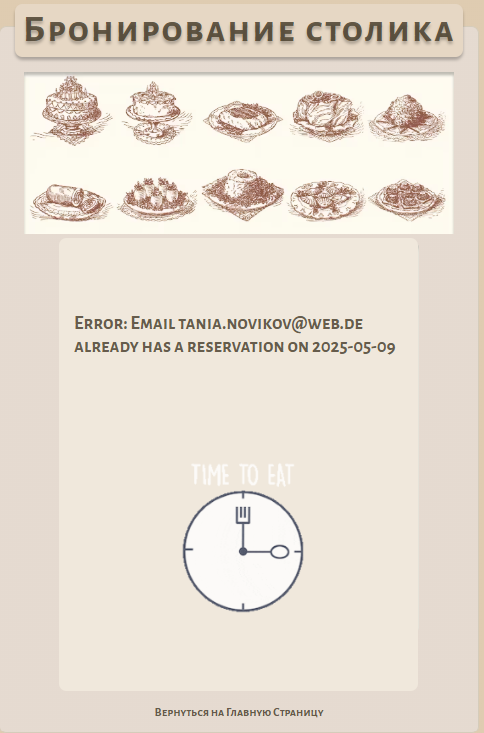 Бронирование столика
Error: Email tania.novikov@web.de
already has a reservation on 2025-05-09
TIME TO EAT
Вернуться на Главную Страницу